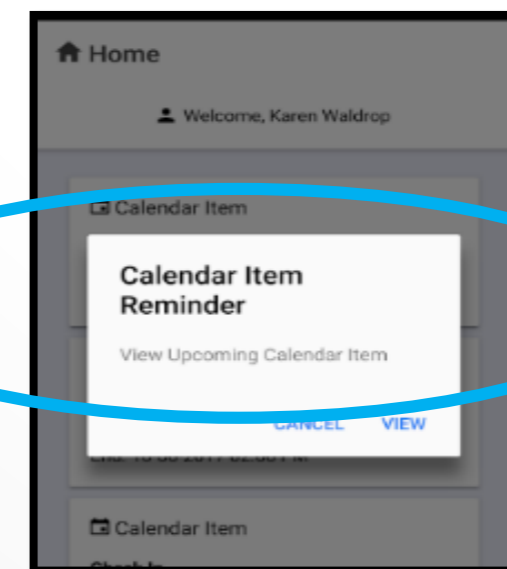 Home
Welcome, Karen Waldrop
Calendar Item
Calendar Item
Reminder
View Upcoming Calendar Item
CANCEL VIEW
Calendar Item